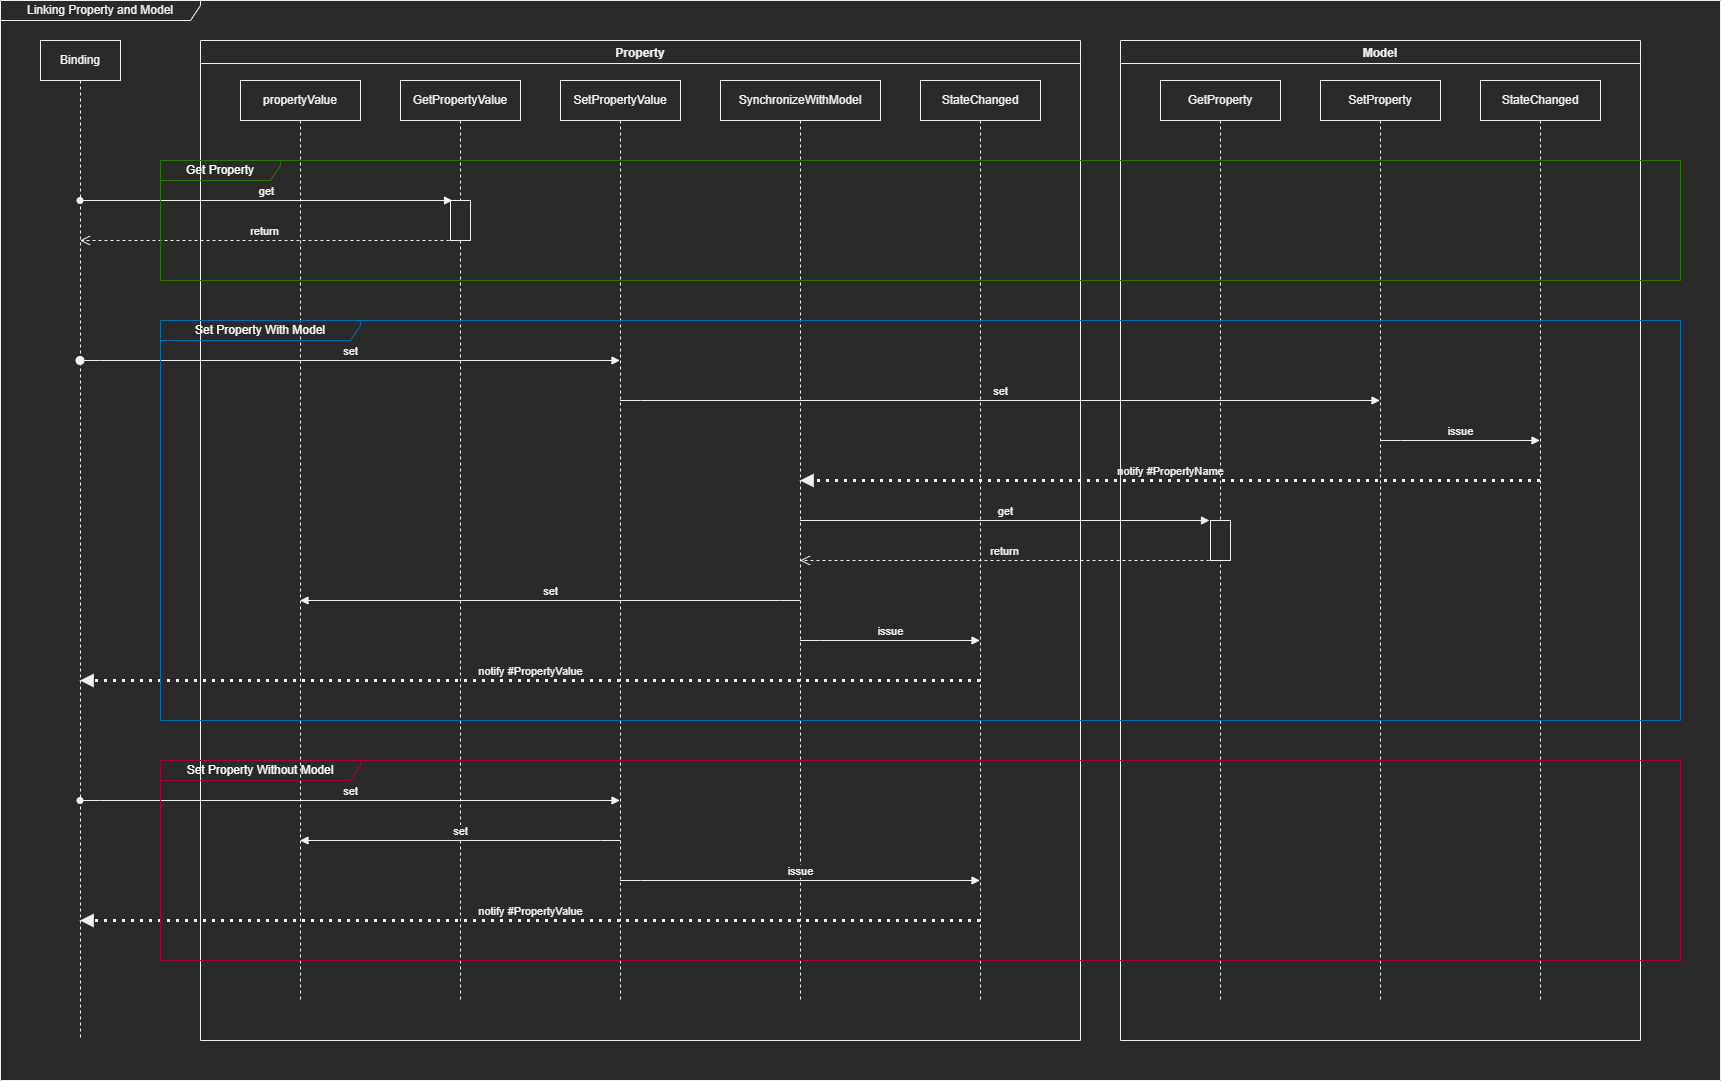 Linking Property and Model
Binding
Property
Model
propertyValue
GetPropertyValue
SetPropertyValue
SynchronizeWithModel
StateChanged
GetProperty
SetProperty
StateChanged
Get Property
get
return
Set Property With Model
set
set
issue
notify #PropertyName
get
return
set
issue
notify #PropertyValue
Set Property Without Model
set
set
issue
notify #PropertyValue